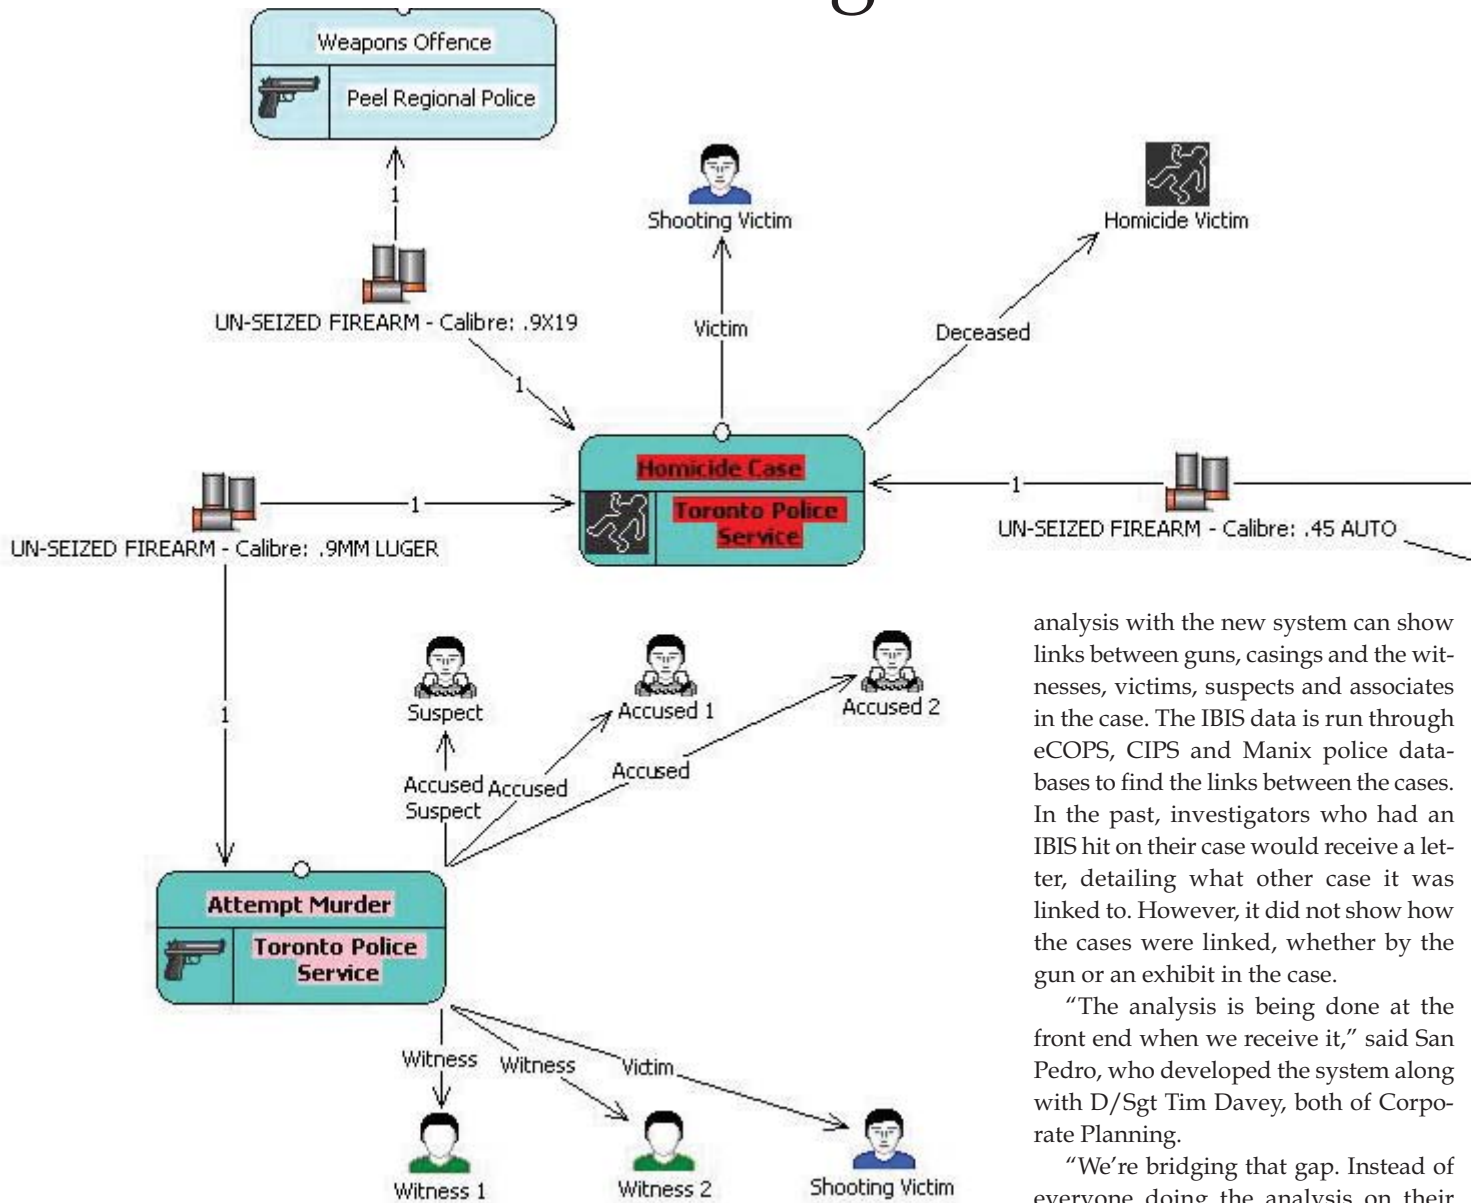 Weapons Offence
Peel Regional Police
1
UN-SEIZED FIREARM - Calibre: .9X19
1
Shooting Victim
Victim
Homicide Victim
Deceased
Homicide Case
Toronto Police
Service
1
UN-SEIZED FIREARM - Calibre: .9MM LUGER
1
UN-SEIZED FIREARM - Calibre: .45 AUTO
1
Suspect
Accused 1
Accused 2
Accused
Suspect
Accused
Accused
Attempt Murder
Toronto Police
Service
Witness
Witness
Victim
Witness 1
Witness 2
Shooting Victim
analysis with the new system can show
links between guns, casings and the wit-
nesses, victims, suspects and associates
in the case. The IBIS data is run through
eCOPS, CIPS and Manix police data-
bases to find the links between the cases.
In the past, investigators who had an
IBIS hit on their case would receive a let-
ter, detailing what other case it was
linked to. However, it did not show how
the cases were linked, whether by the
gun or an exhibit in the case.
“The analysis is being done at the
front end when we receive it,” said San
Pedro, who developed the system along
with D/Sgt Tim Davey, both of Corpo-
rate Planning.
“We’re bridging that gap. Instead of
everyone doing the analysis on their